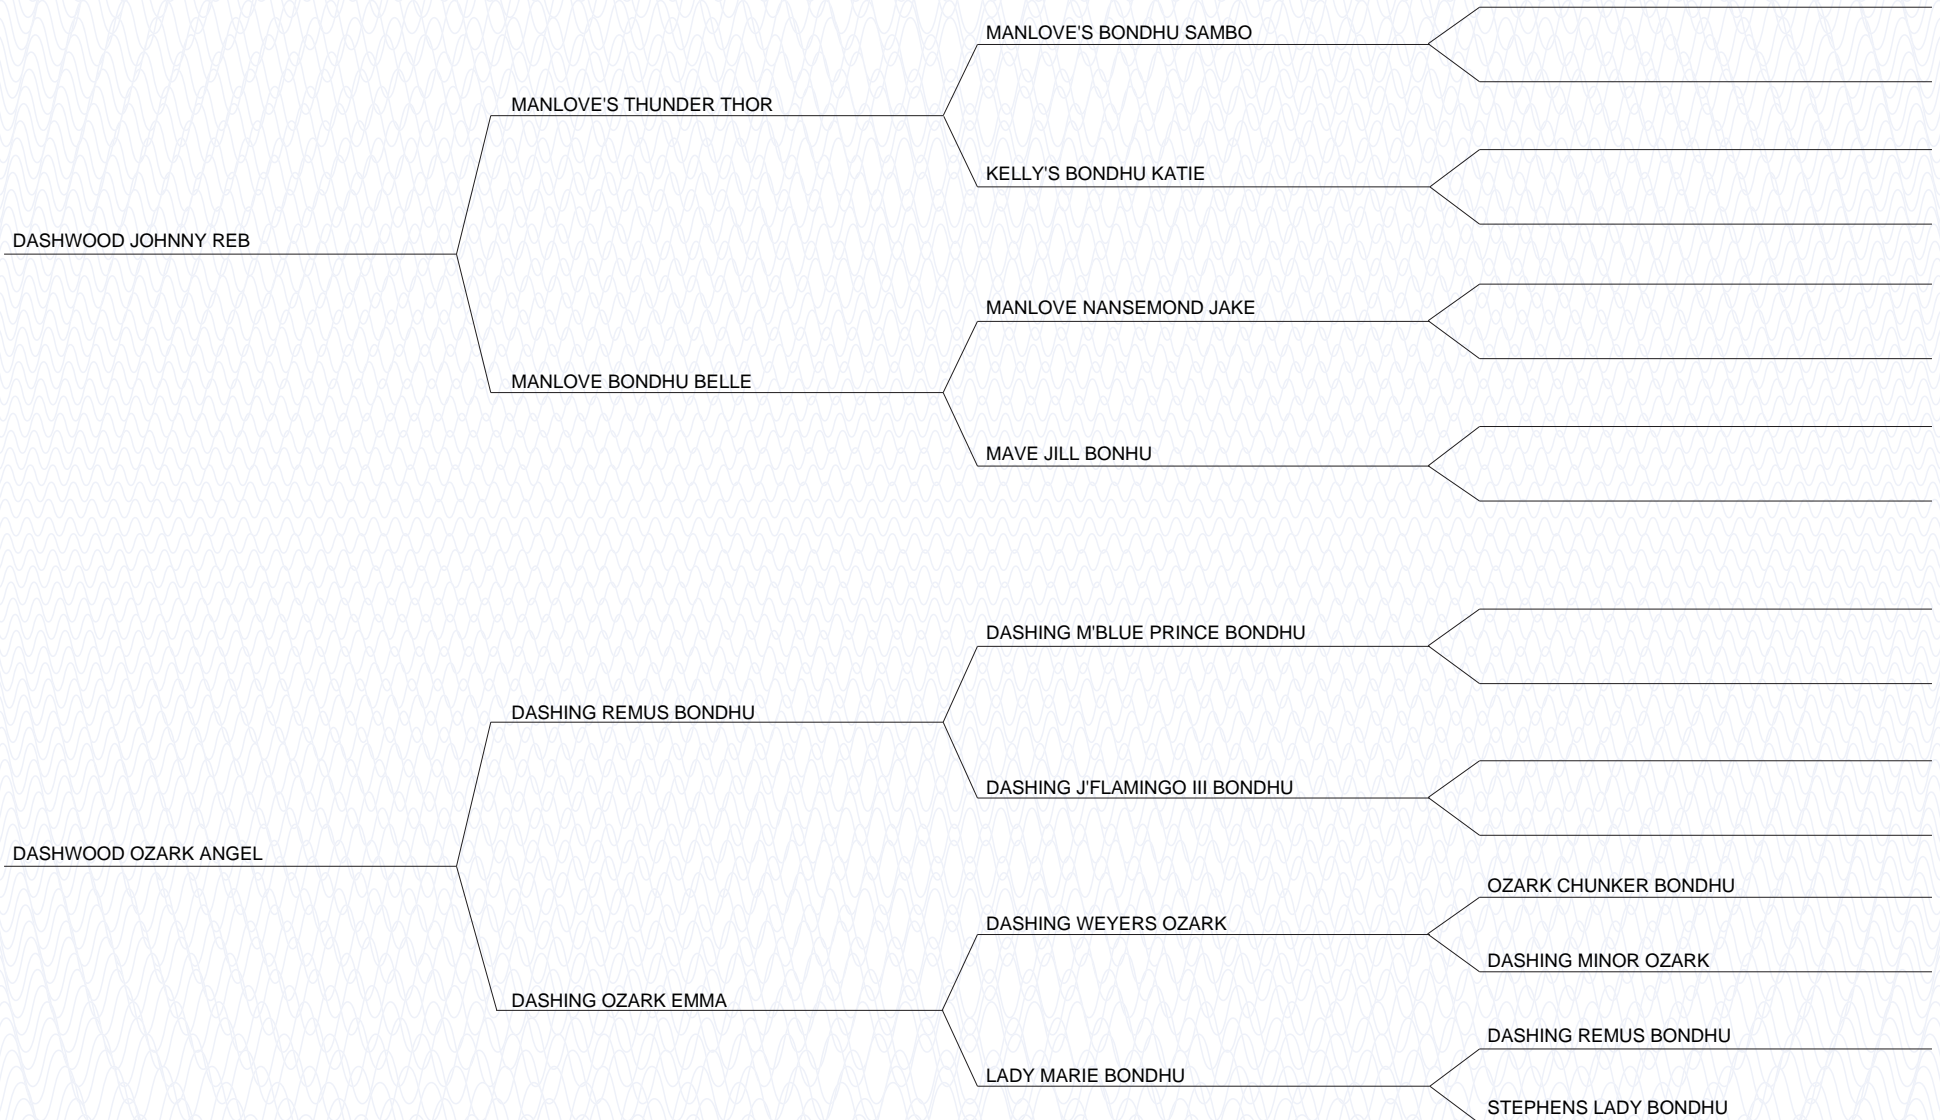 MANLOVE'S BONDHU SAMBO
MANLOVE'S THUNDER THOR
KELLY'S BONDHU KATIE
DASHWOOD JOHNNY REB
MANLOVE NANSEMOND JAKE
MANLOVE BONDHU BELLE
MAVE JILL BONHU
DASHING M'BLUE PRINCE BONDHU
DASHING REMUS BONDHU
DASHING J'FLAMINGO III BONDHU
DASHWOOD OZARK ANGEL
OZARK CHUNKER BONDHU
DASHING WEYERS OZARK
DASHING MINOR OZARK
DASHING OZARK EMMA
DASHING REMUS BONDHU
LADY MARIE BONDHU
STEPHENS LADY BONDHU